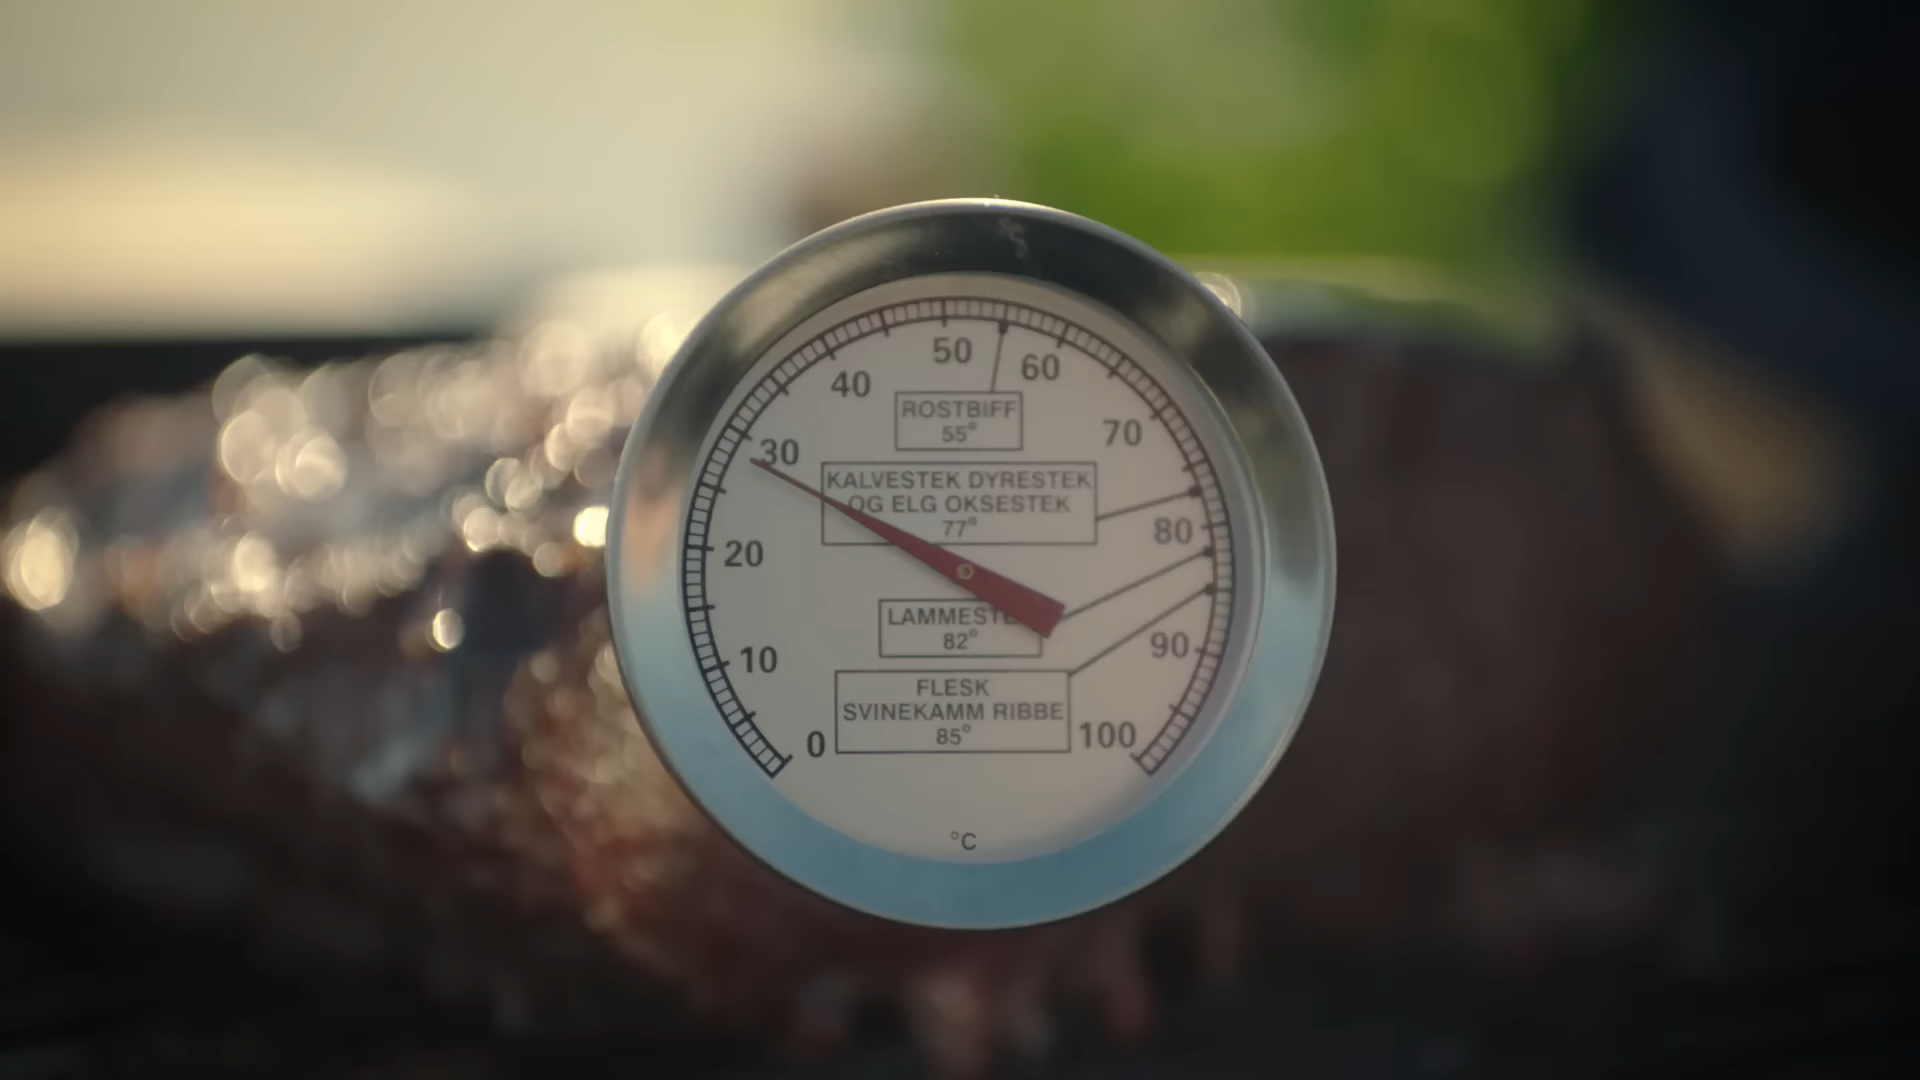 50
40
60
ROSTBIFF
55°
70
30
KALVESTEK DYRESTEK
OG ELG OKSESTEK
77°
80
20
LAMMESTE
82°
90
10
FLESK
SVINEKAMM RIBBE
85°
0
100
°C